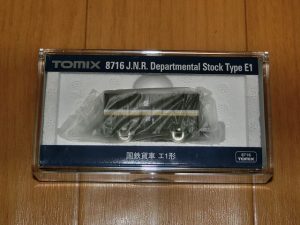 TOMIX 8716 J.N.R. Departmental Stock Type E1
国鉄貨車 エ1形
8716
TOMIX